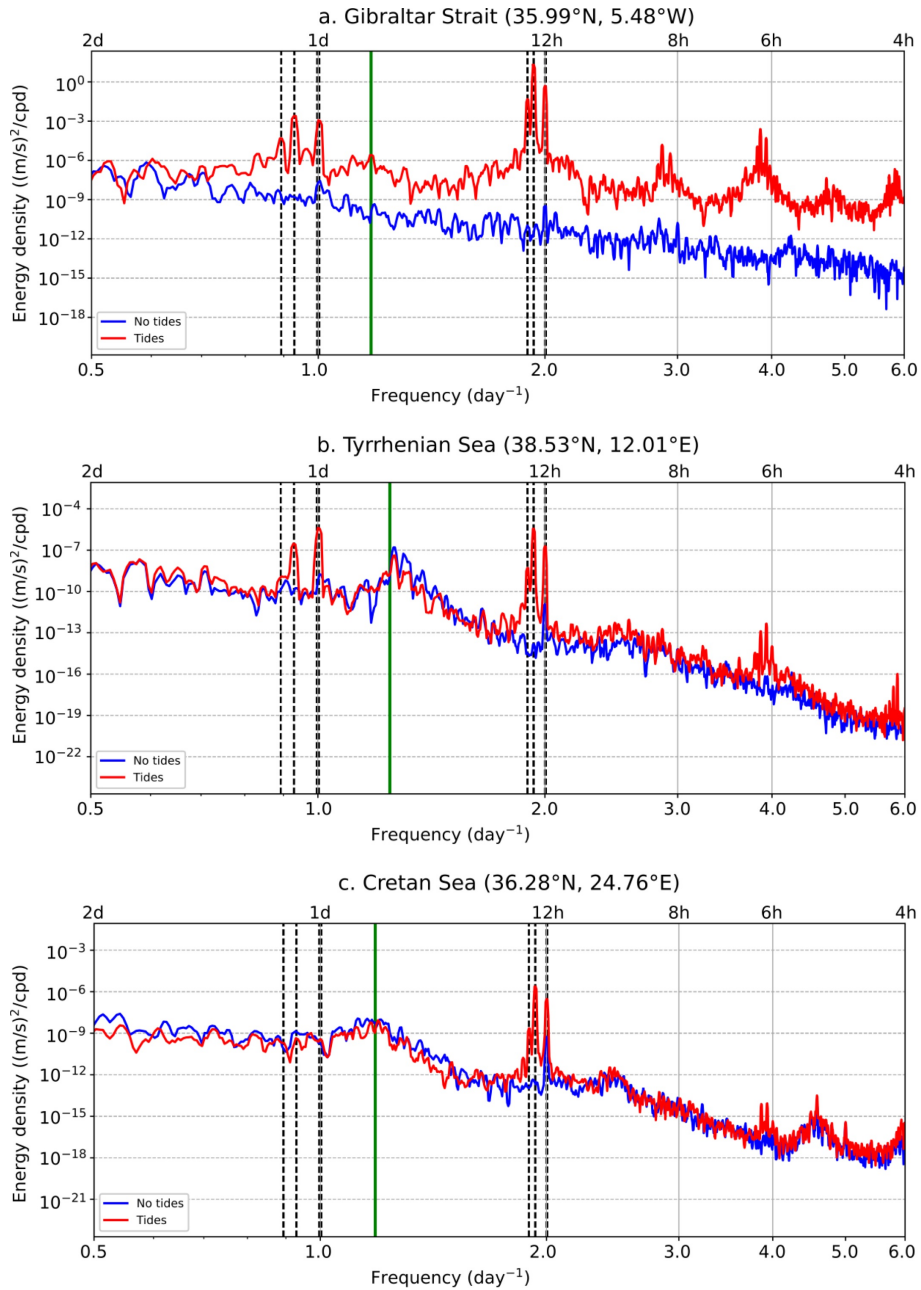 a. Gibraltar Strait (35.99°N, 5.48°W)
2d 1d 12h 8h 6h 4h
Energy density ((m/s)²/cpd)
10⁰
10⁻³
10⁻⁶
10⁻⁹
10⁻¹²
10⁻¹⁵
10⁻¹⁸
No tides
Tides
0.5 1.0 2.0 3.0 4.0 5.0 6.0
Frequency (day⁻¹)
b. Tyrrhenian Sea (38.53°N, 12.01°E)
2d 1d 12h 8h 6h 4h
Energy density ((m/s)²/cpd)
10⁻⁴
10⁻⁷
10⁻¹⁰
10⁻¹³
10⁻¹⁶
10⁻¹⁹
10⁻²²
No tides
Tides
0.5 1.0 2.0 3.0 4.0 5.0 6.0
Frequency (day⁻¹)
c. Cretan Sea (36.28°N, 24.76°E)
2d 1d 12h 8h 6h 4h
Energy density ((m/s)²/cpd)
10⁻³
10⁻⁶
10⁻⁹
10⁻¹²
10⁻¹⁵
10⁻¹⁸
10⁻²¹
No tides
Tides
0.5 1.0 2.0 3.0 4.0 5.0 6.0
Frequency (day⁻¹)